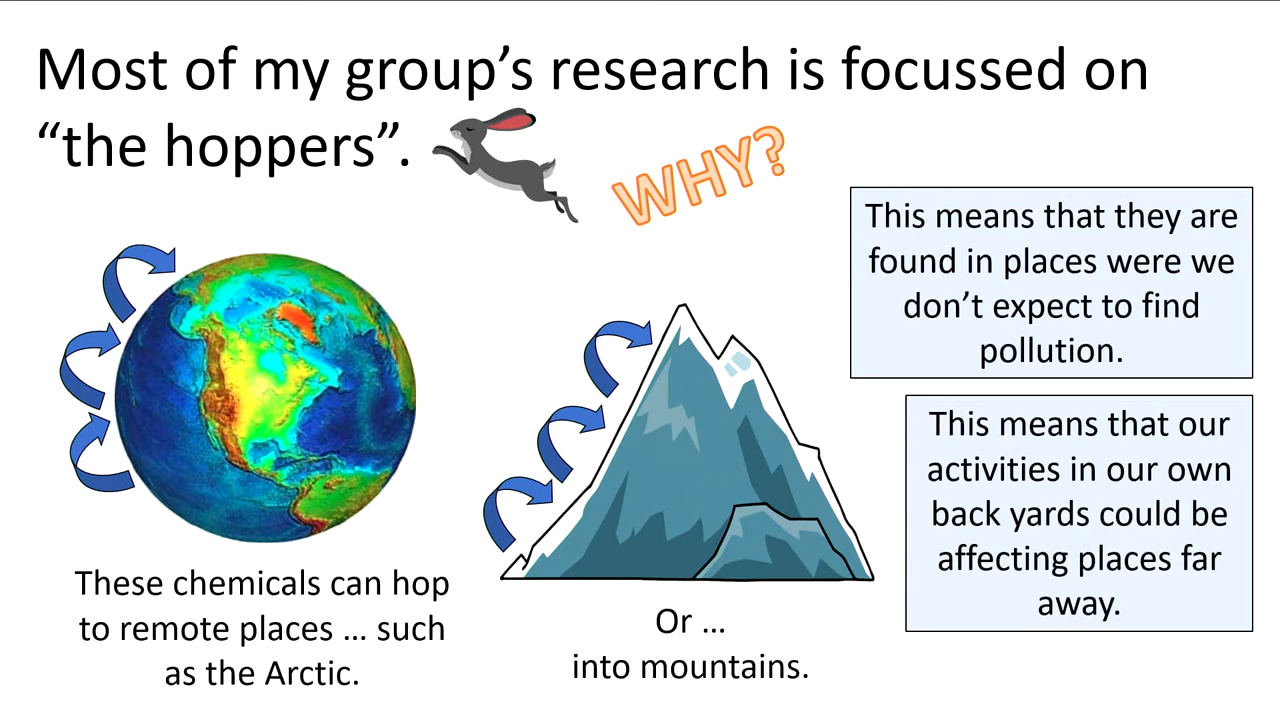 Most of my group’s research is focussed on
“the hoppers”.
WHY?
This means that they are
found in places were we
don’t expect to find
pollution.
This means that our
activities in our own
back yards could be
affecting places far
away.
These chemicals can hop
to remote places … such
as the Arctic.
Or …
into mountains.